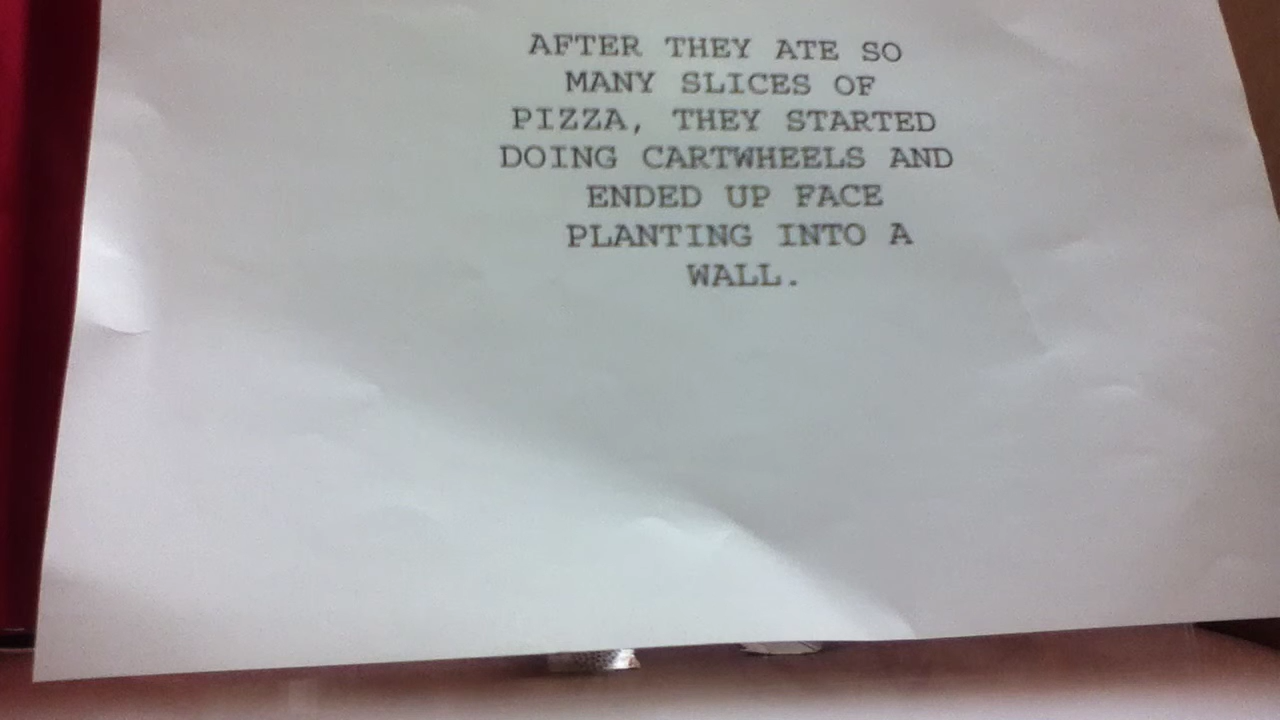 AFTER THEY ATE SO
MANY SLICES OF
PIZZA, THEY STARTED
DOING CARTWHEELS AND
ENDED UP FACE
PLANTING INTO A
WALL.